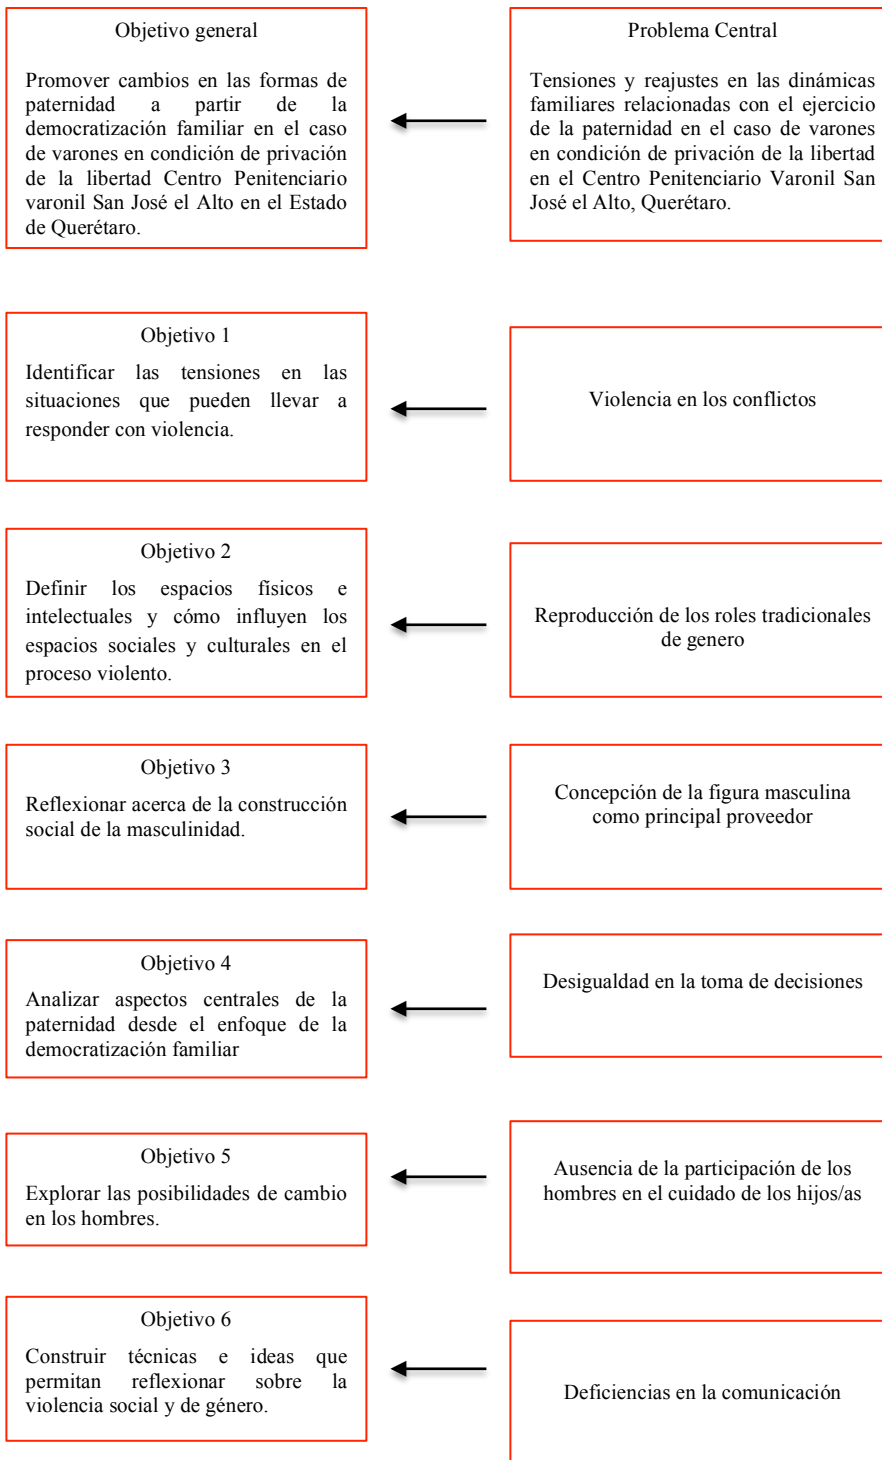 Objetivo general
Promover cambios en las formas de
paternidad a partir de la
democratización familiar en el caso
de varones en condición de privación
de la libertad Centro Penitenciario
varonil San José el Alto en el Estado
de Querétaro.
Problema Central
Tensiones y reajustes en las dinámicas
familiares relacionadas con el ejercicio
de la paternidad en el caso de varones
en condición de privación de la libertad
en el Centro Penitenciario Varonil San
José el Alto, Querétaro.
Objetivo 1
Identificar las tensiones en las
situaciones que pueden llevar a
responder con violencia.
Violencia en los conflictos
Objetivo 2
Definir los espacios físicos e
intelectuales y cómo influyen los
espacios sociales y culturales en el
proceso violento.
Reproducción de los roles tradicionales
de genero
Objetivo 3
Reflexionar acerca de la construcción
social de la masculinidad.
Concepción de la figura masculina
como principal proveedor
Objetivo 4
Analizar aspectos centrales de la
paternidad desde el enfoque de la
democratización familiar
Desigualdad en la toma de decisiones
Objetivo 5
Explorar las posibilidades de cambio
en los hombres.
Ausencia de la participación de los
hombres en el cuidado de los hijos/as
Objetivo 6
Construir técnicas e ideas que
permitan reflexionar sobre la
violencia social y de género.
Deficiencias en la comunicación